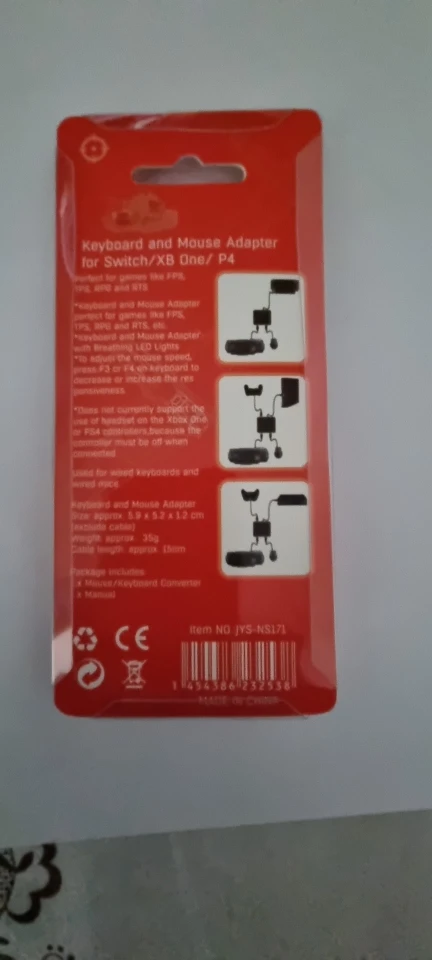 Keyboard and Mouse Adapter
for Switch/XB One/ P4
Perfect for games like FPS,
TPS, RPG and RTS
*Keyboard and Mouse Adapter
perfect for games like FPS,
TPS, RPG and RTS, etc.
*Keyboard and Mouse Adapter
with Breathing LED Lights
*To adjust the mouse speed,
press F3 or F4 on keyboard to
decrease or increase the res
ponsiveness
*Does not currently support the
use of headset on the Xbox One
or PS4 controllers,because the
controller must be off when
connected
Used for wired keyboards and
wired mice
Keyboard and Mouse Adapter
Size: approx. 5.9 x 5.2 x 1.2 cm
(exclude cable)
Weight: approx. 35g
Cable length: approx. 15cm
Package includes:
x Mouse/Keyboard Converter
x Manual
CE
Item NO. JYS-NS171
1 454386 232538
MADE IN CHINA